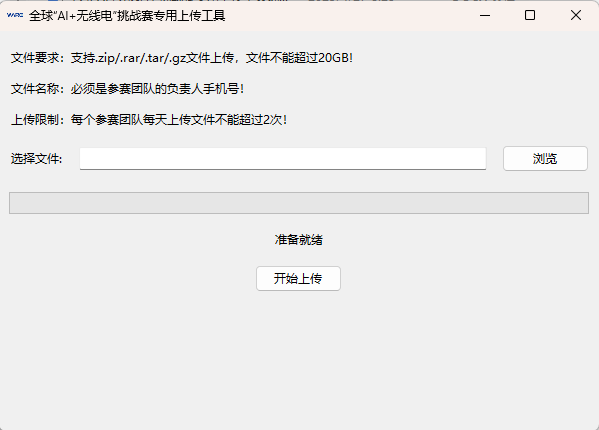 WARC 全球“AI+无线电”挑战赛专用上传工具
文件要求：支持.zip/.rar/.tar/.gz文件上传，文件不能超过20GB!
文件名称：必须是参赛团队的负责人手机号！
上传限制：每个参赛团队每天上传文件不能超过2次！
选择文件: 浏览
准备就绪
开始上传